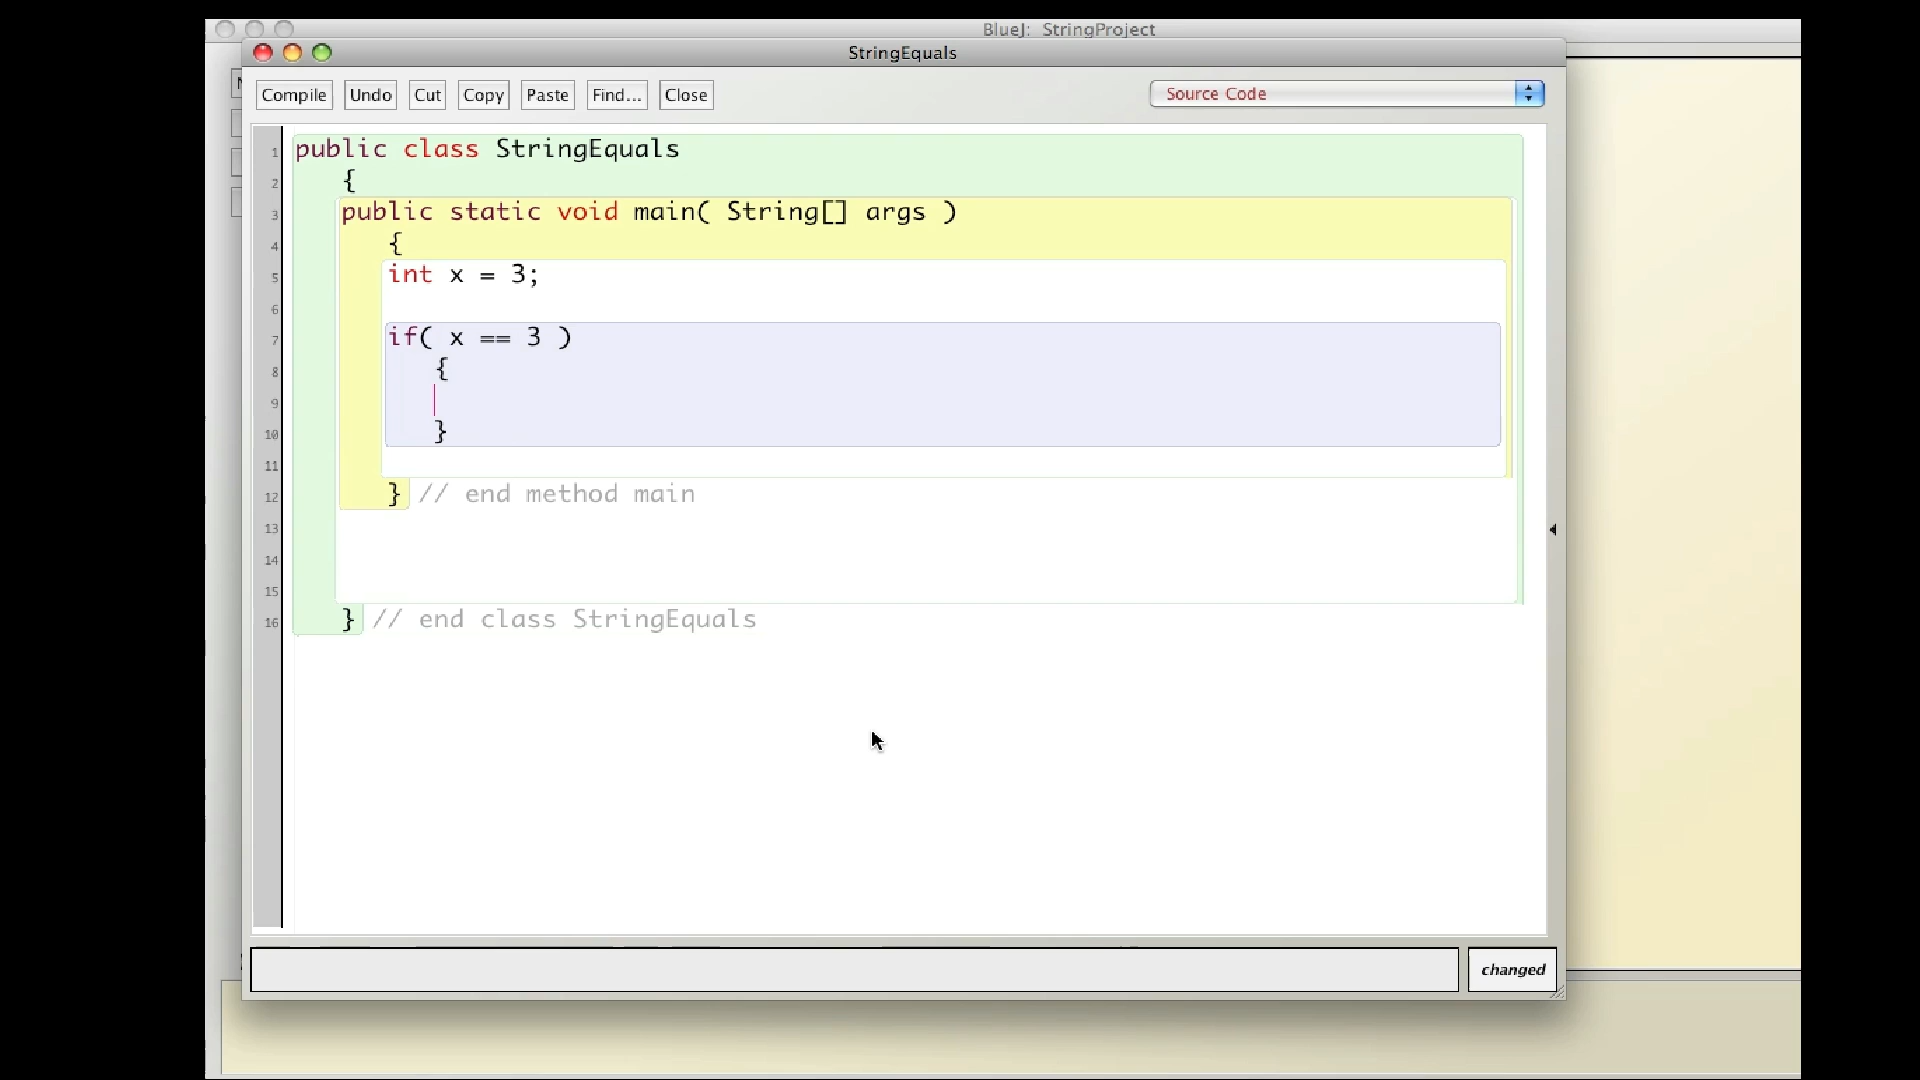 BlueJ: StringProject
StringEquals
Compile Undo Cut Copy Paste Find... Close Source Code
1 public class StringEquals
2 {
3 public static void main( String[] args )
4 {
5 int x = 3;
6
7 if( x == 3 )
8 {
9
10 }
11
12 } // end method main
13
14
15
16 } // end class StringEquals
changed